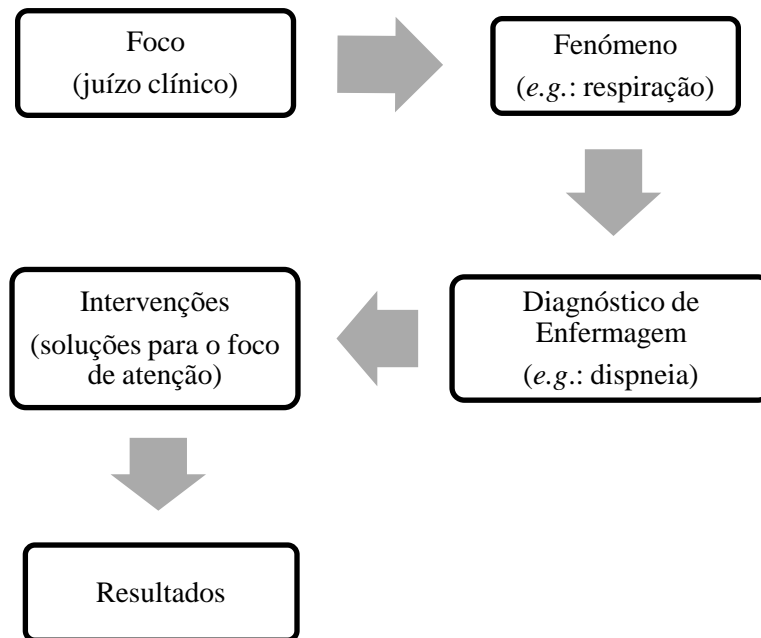 Foco
(juízo clínico)
Fenómeno
(e.g.: respiração)
Diagnóstico de
Enfermagem
(e.g.: dispneia)
Intervenções
(soluções para o foco
de atenção)
Resultados